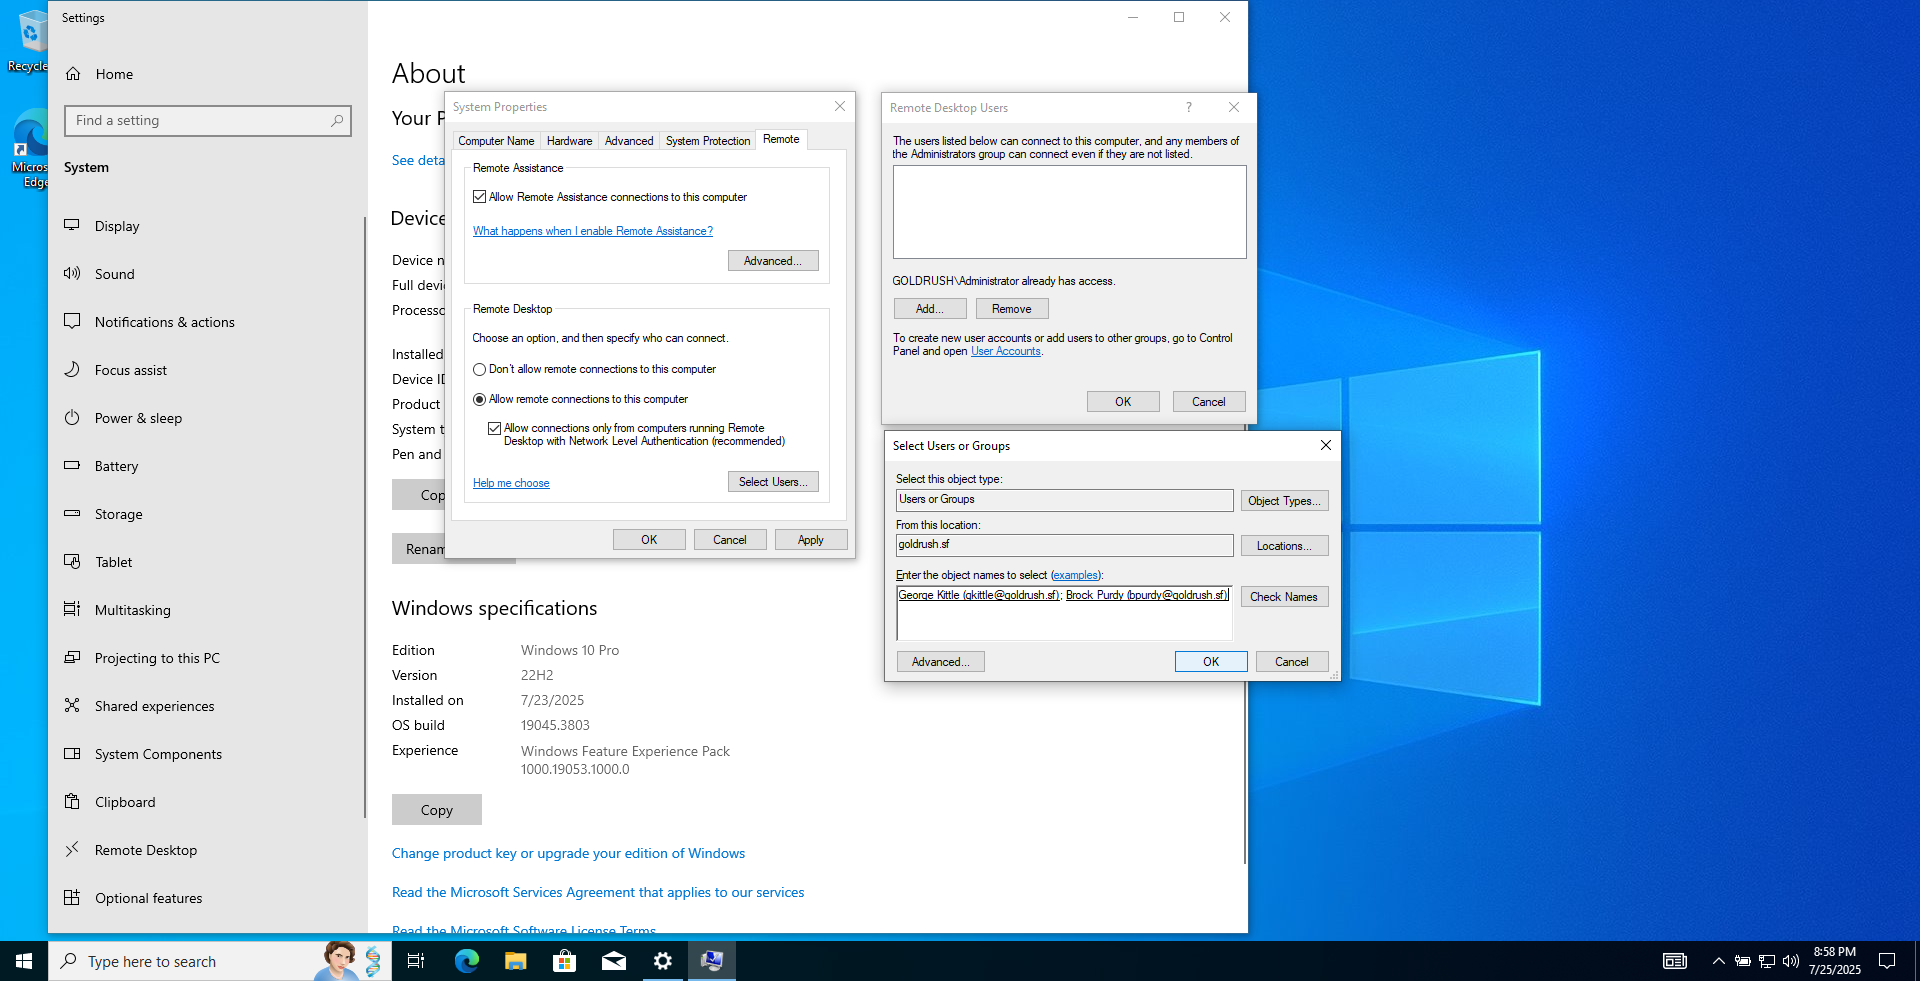 Recycle
Micros
Edge
Settings
Home
Find a setting
System
Display
Sound
Notifications & actions
Focus assist
Power & sleep
Battery
Storage
Tablet
Multitasking
Projecting to this PC
Shared experiences
System Components
Clipboard
Remote Desktop
Optional features
About
Your P
See deta
Device
Device n
Full devi
Processo
Installed
Device ID
Product
System t
Pen and
Cop
Renam
Windows specifications
Edition Windows 10 Pro
Version 22H2
Installed on 7/23/2025
OS build 19045.3803
Experience Windows Feature Experience Pack
1000.19053.1000.0
Copy
Change product key or upgrade your edition of Windows
Read the Microsoft Services Agreement that applies to our services
Read the Microsoft Software License Terms
System Properties
Computer Name Hardware Advanced System Protection Remote
Remote Assistance
Allow Remote Assistance connections to this computer
What happens when I enable Remote Assistance?
Advanced...
Remote Desktop
Choose an option, and then specify who can connect.
Don't allow remote connections to this computer
Allow remote connections to this computer
Allow connections only from computers running Remote
Desktop with Network Level Authentication (recommended)
Help me choose
Select Users...
OK Cancel Apply
Remote Desktop Users ?
The users listed below can connect to this computer, and any members of
the Administrators group can connect even if they are not listed.
GOLDRUSH\Administrator already has access.
Add... Remove
To create new user accounts or add users to other groups, go to Control
Panel and open User Accounts.
OK Cancel
Select Users or Groups
Select this object type:
Users or Groups
Object Types...
From this location:
goldrush.sf
Locations...
Enter the object names to select (examples):
George Kittle (gkittle@goldrush.sf); Brock Purdy (bpurdy@goldrush.sf)
Check Names
Advanced... OK Cancel
Type here to search
8:58 PM
7/25/2025